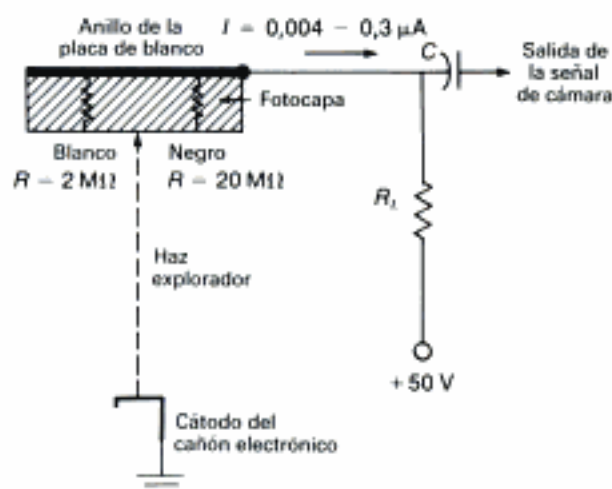 Anillo de la
placa de blanco
I = 0,004 – 0,3 µA
C
Salida de
la señal
de cámara
Fotocapa
Blanco
R – 2 MΩ
Negro
R – 20 MΩ
R_L
Haz
explorador
+ 50 V
Cátodo del
cañón electrónico